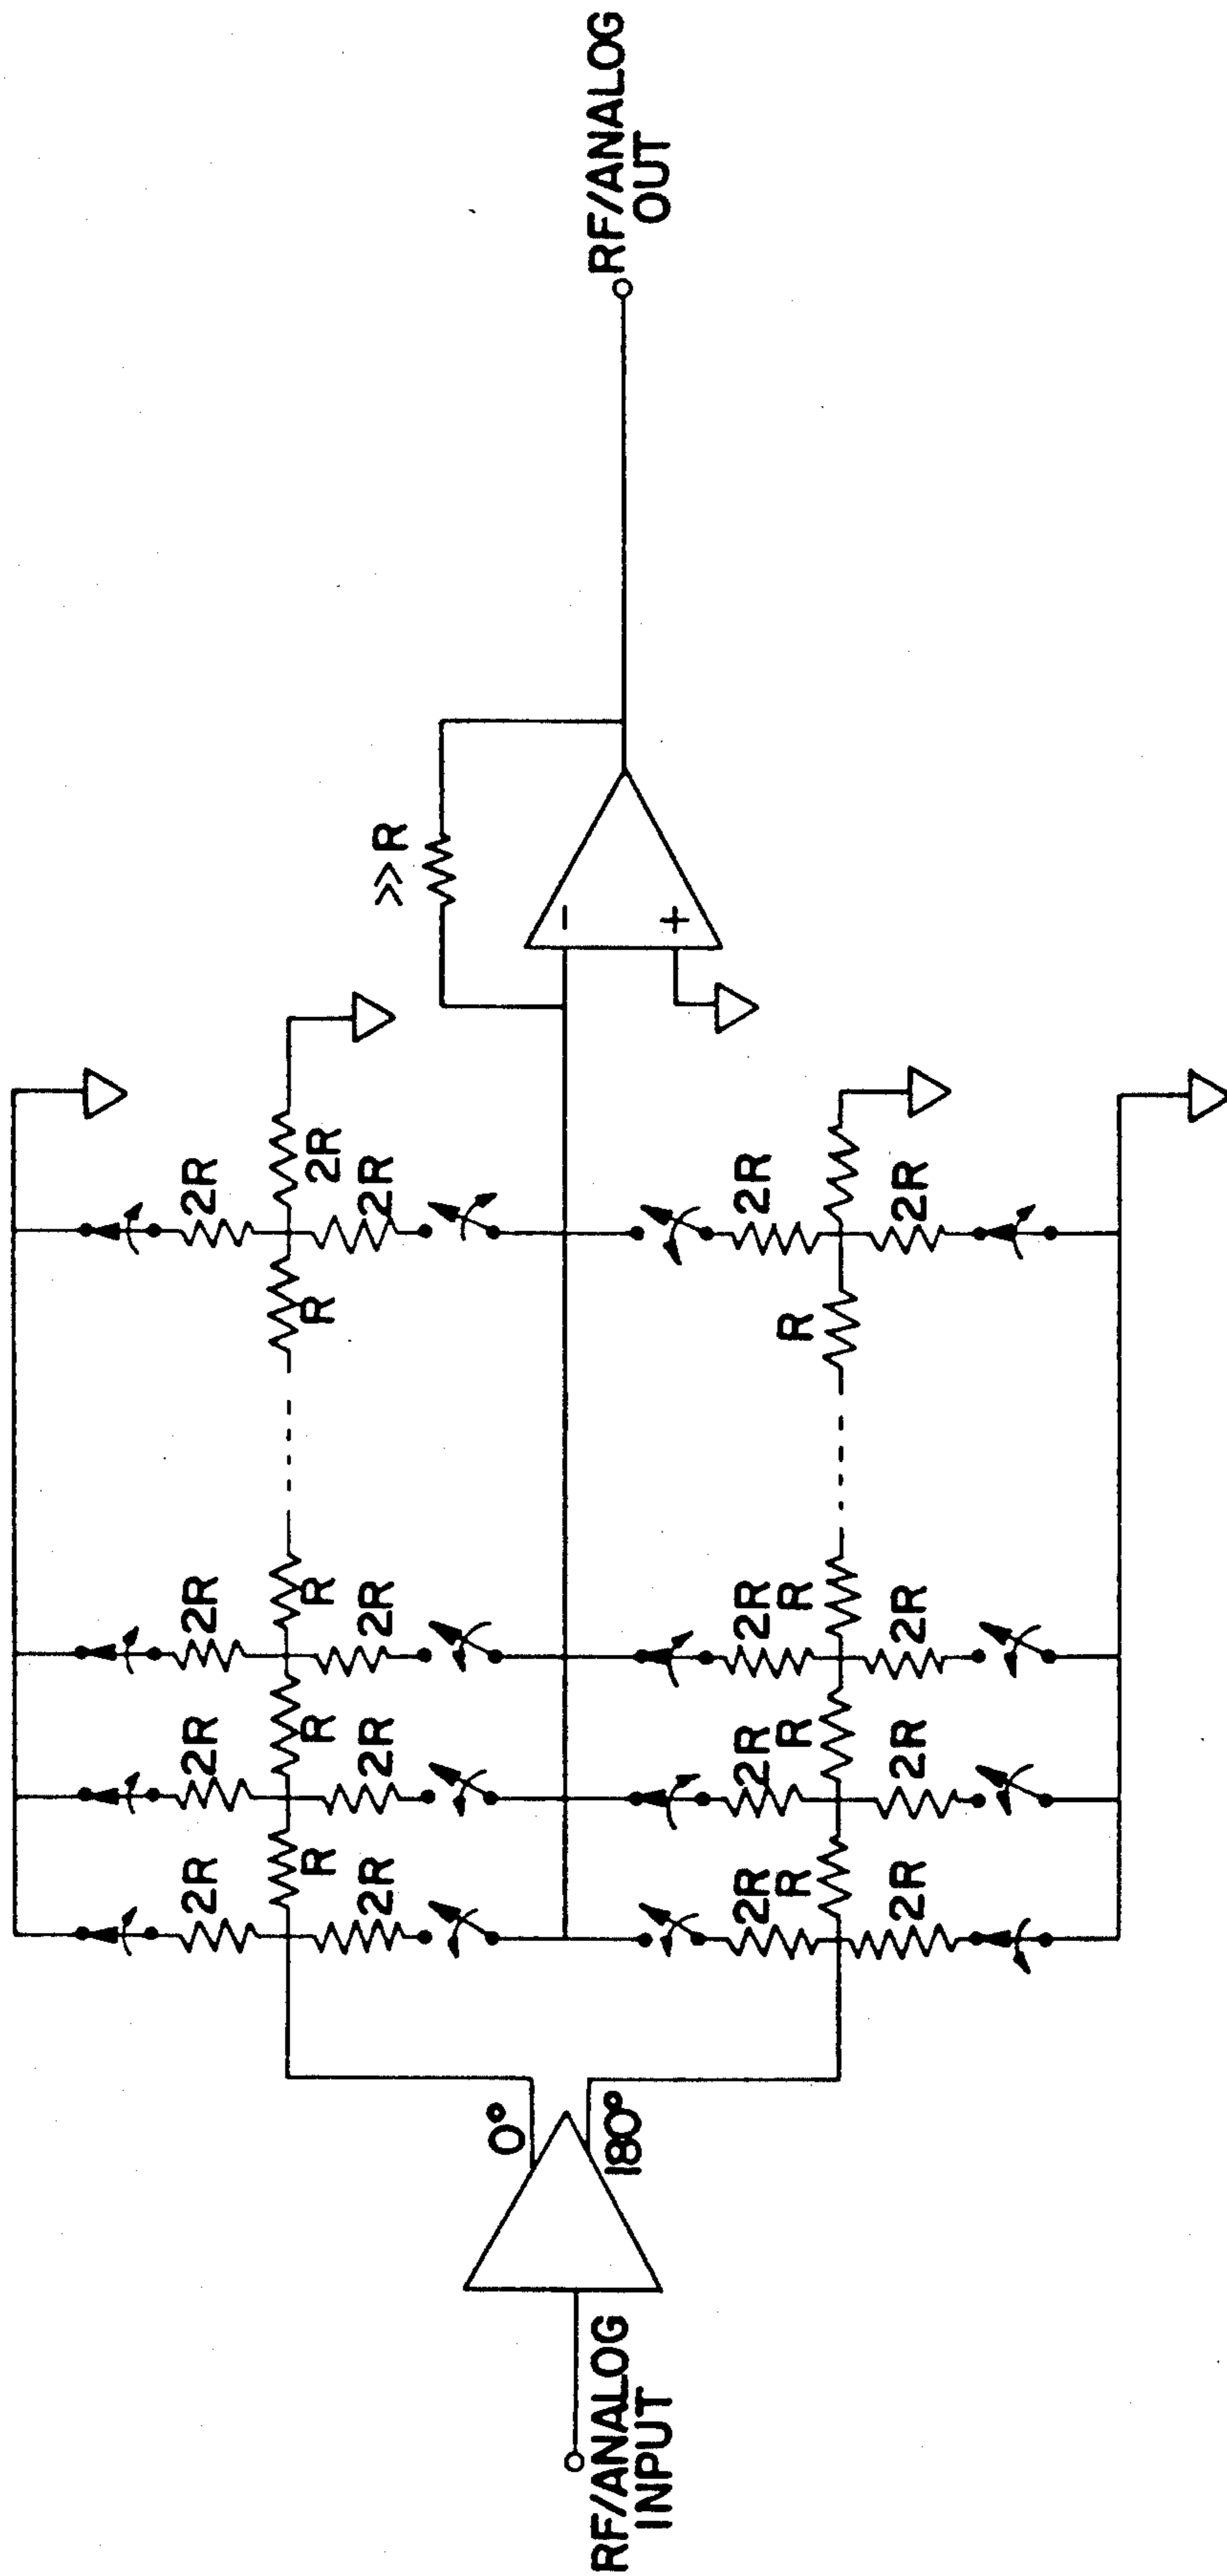 2R 2R 2R 2R
R R R R 2R
2R 2R 2R 2R
≫R
0°
−
RF/ANALOG
INPUT
180°
+
RF/ANALOG
OUT
2R 2R 2R 2R
R R R R
2R 2R 2R 2R